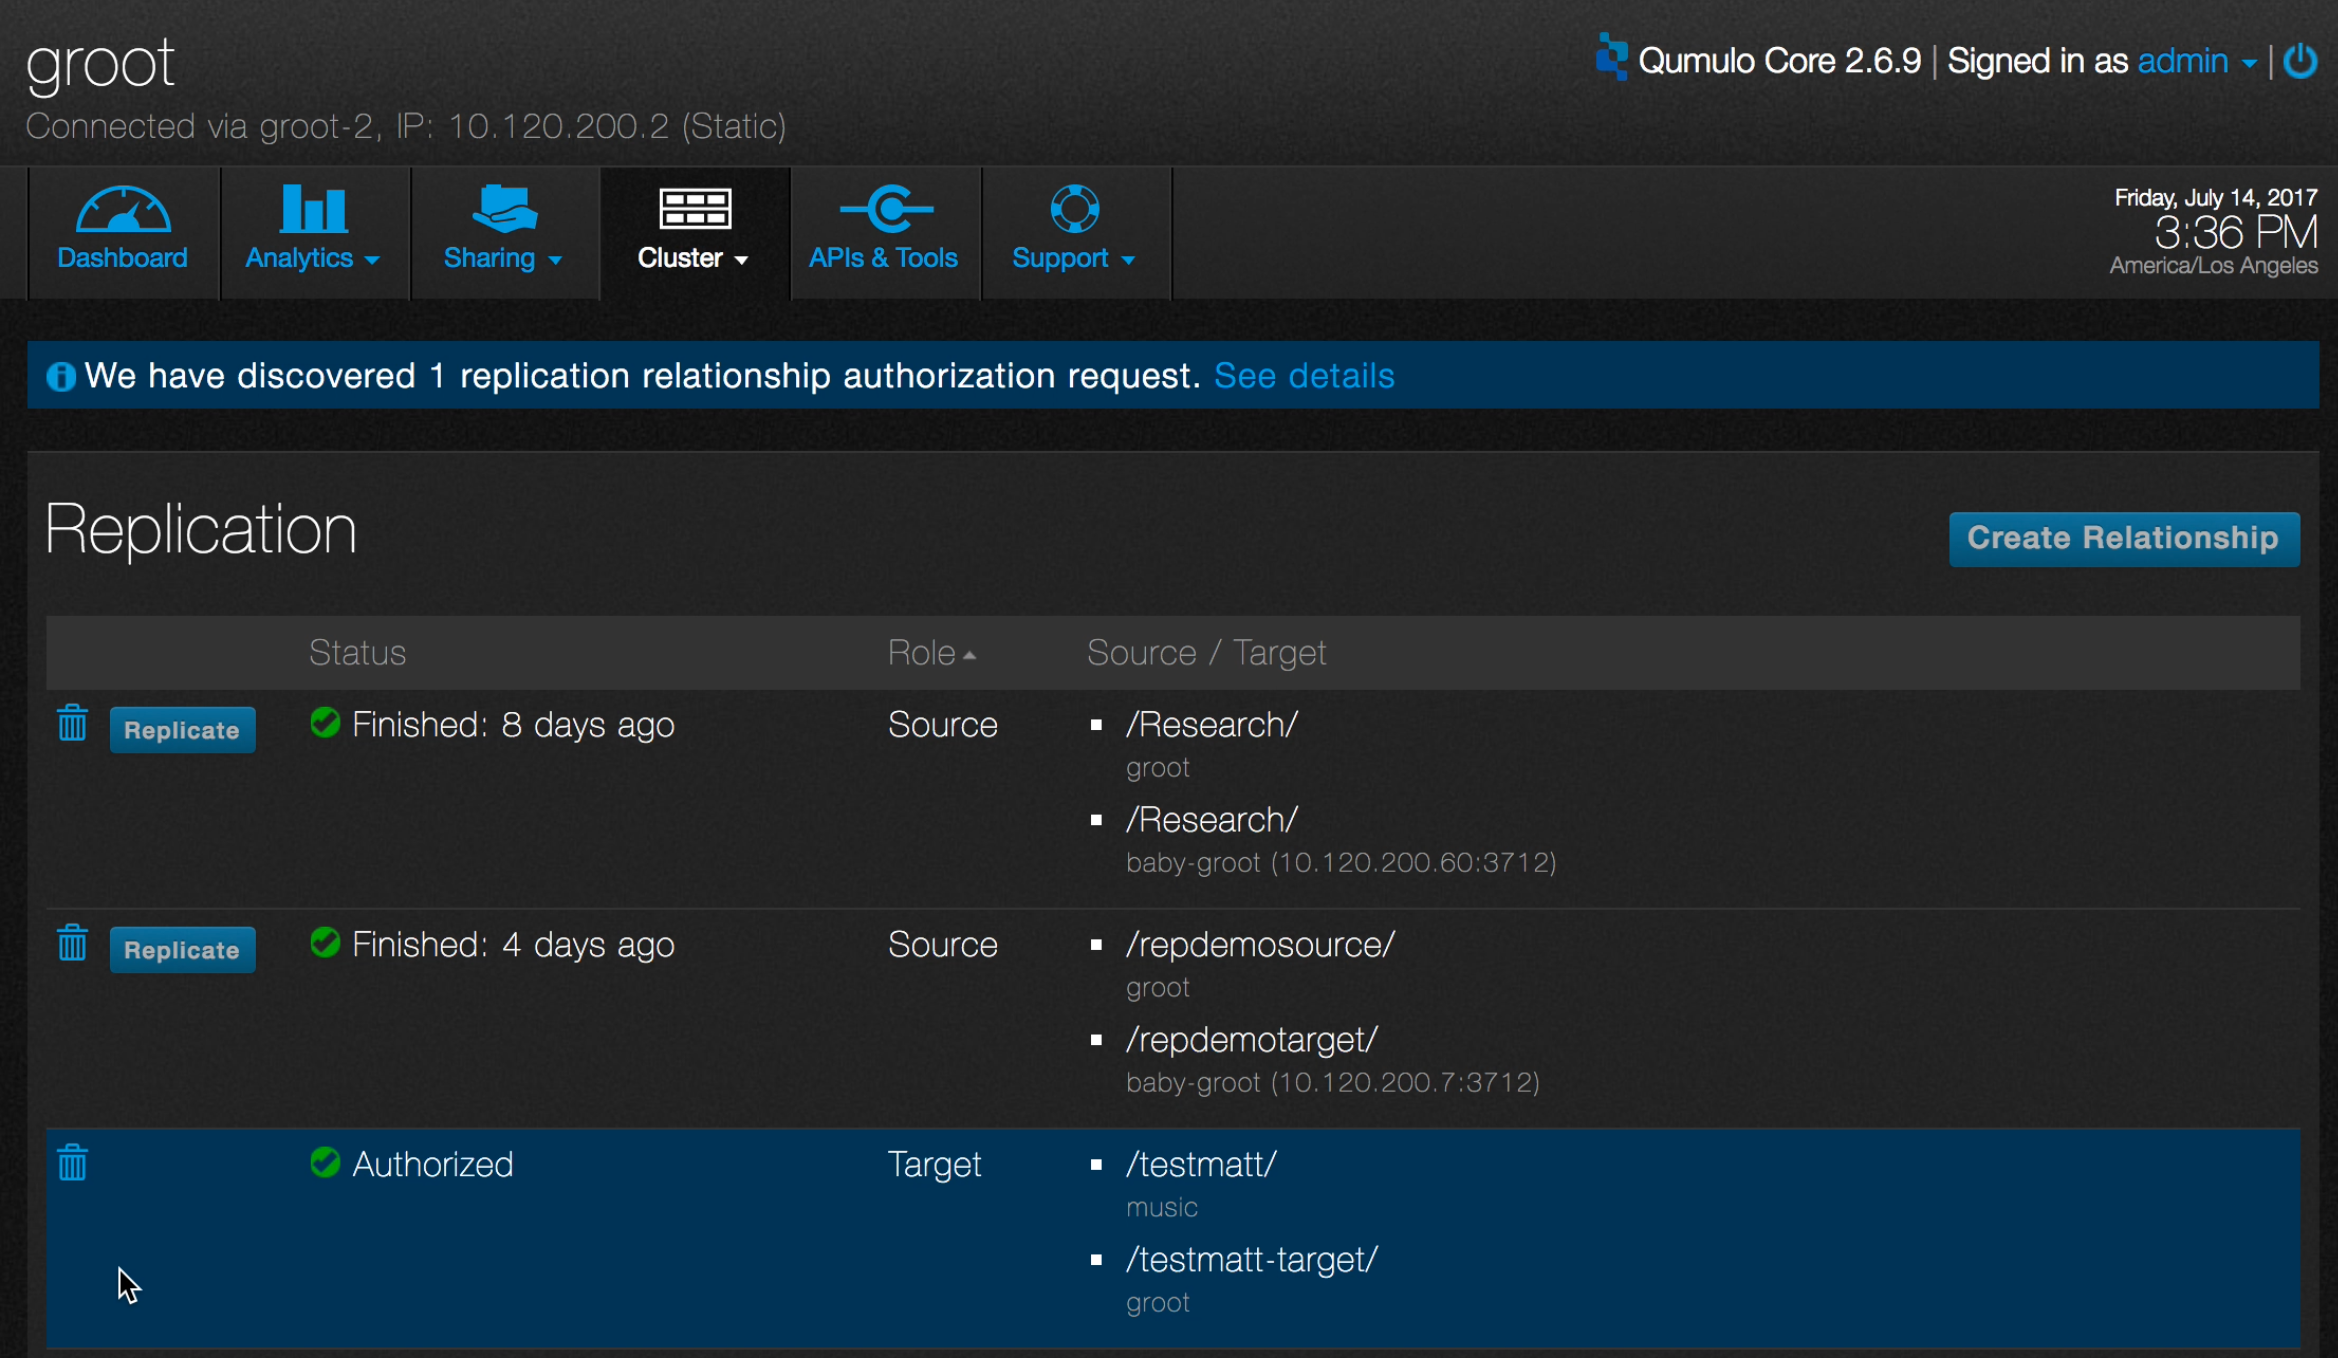 groot
Qumulo Core 2.6.9 | Signed in as admin |
Connected via groot-2, IP: 10.120.200.2 (Static)
Dashboard
Analytics
Sharing
Cluster
APIs & Tools
Support
Friday, July 14, 2017
3:36 PM
America/Los Angeles
We have discovered 1 replication relationship authorization request. See details
Replication
Create Relationship
Status Role Source / Target
Replicate Finished: 8 days ago Source /Research/
groot
/Research/
baby-groot (10.120.200.60:3712)
Replicate Finished: 4 days ago Source /repdemosource/
groot
/repdemotarget/
baby-groot (10.120.200.7:3712)
Authorized Target /testmatt/
music
/testmatt-target/
groot